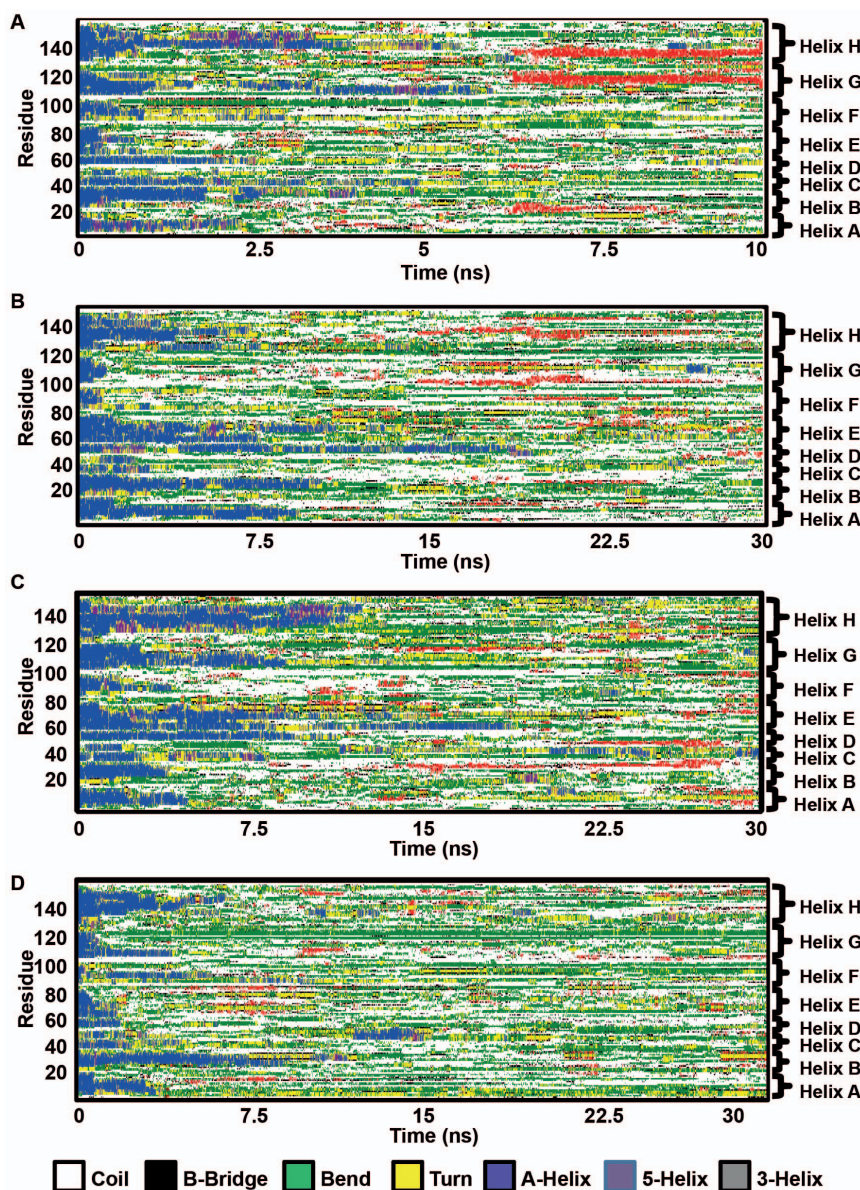 A
140
120
100
80
60
40
20
Residue
Helix H
Helix G
Helix F
Helix E
Helix D
Helix C
Helix B
Helix A
0 2.5 5 7.5 10
Time (ns)
B
140
120
100
80
60
40
20
Residue
Helix H
Helix G
Helix F
Helix E
Helix D
Helix C
Helix B
Helix A
0 7.5 15 22.5 30
Time (ns)
C
140
120
100
80
60
40
20
Residue
Helix H
Helix G
Helix F
Helix E
Helix D
Helix C
Helix B
Helix A
0 7.5 15 22.5 30
Time (ns)
D
140
120
100
80
60
40
20
Residue
Helix H
Helix G
Helix F
Helix E
Helix D
Helix C
Helix B
Helix A
0 7.5 15 22.5 30
Time (ns)
Coil B-Bridge Bend Turn A-Helix 5-Helix 3-Helix